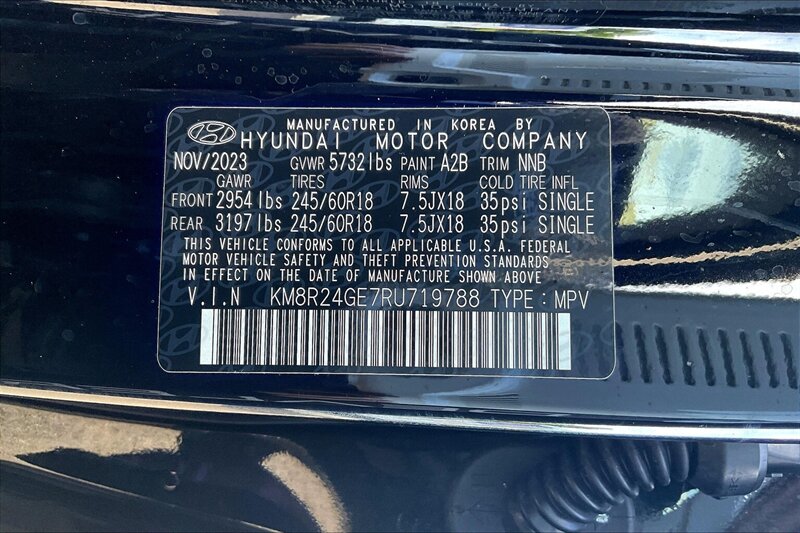 MANUFACTURED IN KOREA BY
HYUNDAI MOTOR COMPANY
NOV/2023 GVWR 5732lbs PAINT A2B TRIM NNB
GAWR TIRES RIMS COLD TIRE INFL
FRONT 2954lbs 245/60R18 7.5JX18 35psi SINGLE
REAR 3197lbs 245/60R18 7.5JX18 35psi SINGLE
THIS VEHICLE CONFORMS TO ALL APPLICABLE U.S.A. FEDERAL
MOTOR VEHICLE SAFETY AND THEFT PREVENTION STANDARDS
IN EFFECT ON THE DATE OF MANUFACTURE SHOWN ABOVE
V.I.N KM8R24GE7RU719788 TYPE : MPV